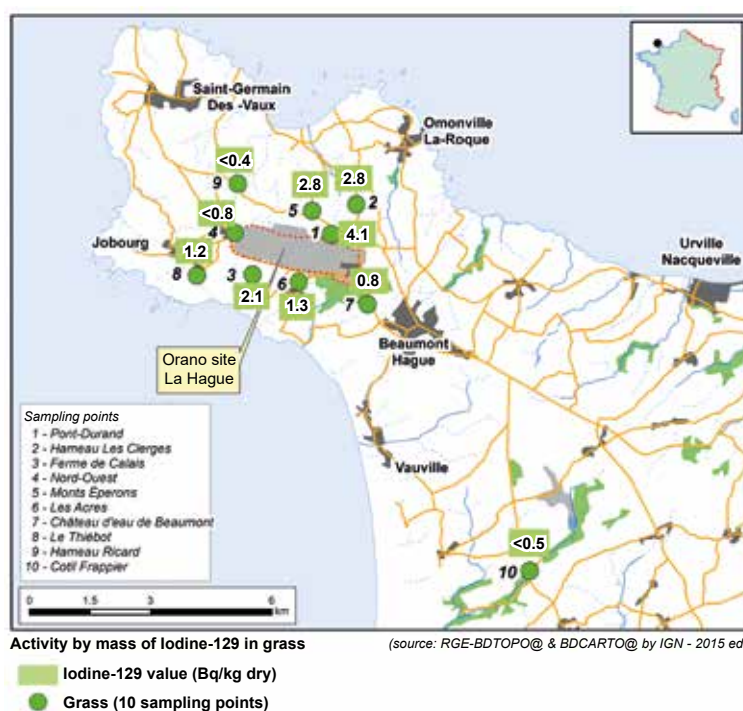 Saint-Germain
Des -Vaux
Omonville
La-Roque
<0.4
9
2.8
2.8
5
2
<0.8
4
1
4.1
Jobourg
1.2
8
3
2.1
6
1.3
0.8
7
Urville
Nacqueville
Beaumont
Hague
Orano site
La Hague
Vauville
<0.5
10
Sampling points
1 - Pont-Durand
2 - Hameau Les Clerges
3 - Ferme de Calais
4 - Nord-Ouest
5 - Monts Éperons
6 - Les Acres
7 - Château d'eau de Beaumont
8 - Le Thiébot
9 - Hameau Ricard
10 - Cotil Frappier
0 1.5 3 6
km
Activity by mass of Iodine-129 in grass
(source: RGE-BDTOPO@ & BDCARTO@ by IGN - 2015 ed
Iodine-129 value (Bq/kg dry)
Grass (10 sampling points)